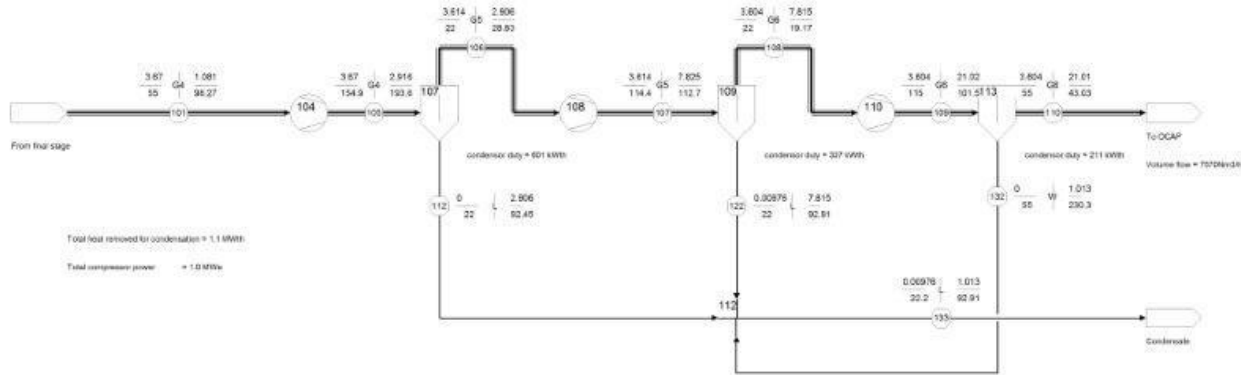 3.614 G5 2.906
22 28.83
106
3.604 G6 7.815
22 19.17
108
3.67 G4 1.081
55 98.27
101
104
3.67 G4 2.916
154.9 193.6
105
107
108
3.614 G5 7.825
114.4 112.7
107
109
110
3.604 G6 21.02
115 101.5
109
113
3.604 G6 21.01
55 43.03
110
From final stage
To OCAP
condensor duty = 601 kWth
condensor duty = 337 kWth
condensor duty = 211 kWth
Volume flow =
112
0 L 2.906
22 92.45
122
0.00976 L 7.815
22 92.91
132
0 W 1.013
55 230.3
Total heat removed for condensation = 1.1 MWth
Total compressor power = 1.0 MWe
0.00976 L 1.013
22.2 92.91
112
133
Condensate